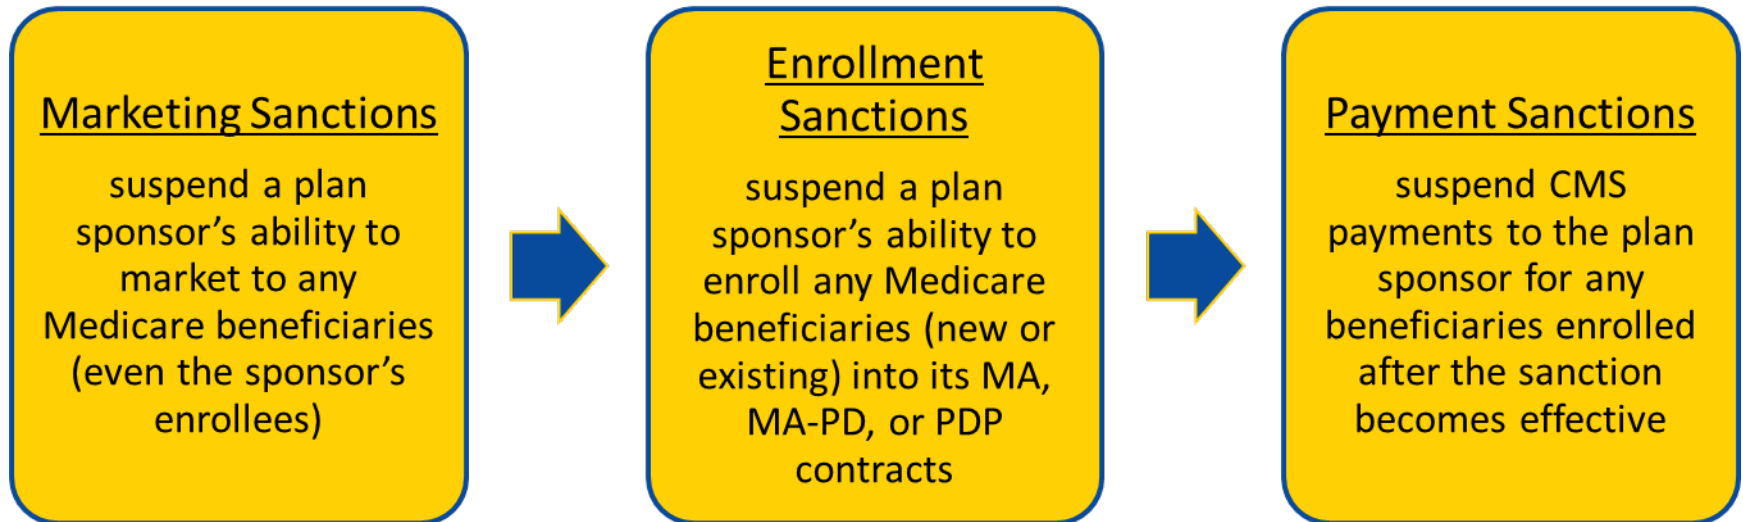 Marketing Sanctions
suspend a plan
sponsor’s ability to
market to any
Medicare beneficiaries
(even the sponsor’s
enrollees)
Enrollment
Sanctions
suspend a plan
sponsor’s ability to
enroll any Medicare
beneficiaries (new or
existing) into its MA,
MA-PD, or PDP
contracts
Payment Sanctions
suspend CMS
payments to the plan
sponsor for any
beneficiaries enrolled
after the sanction
becomes effective